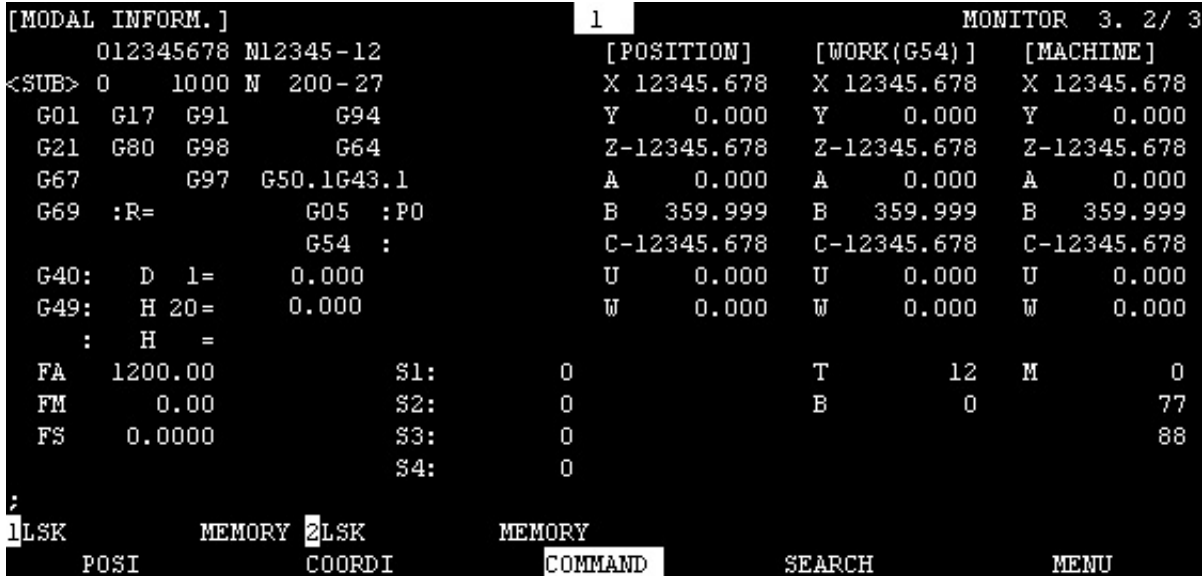 [MODAL INFORM.] 1 MONITOR 3. 2/ 3
O12345678 N12345-12 [POSITION] [WORK(G54)] [MACHINE]
<SUB> O 1000 N 200-27 X 12345.678 X 12345.678 X 12345.678
G01 G17 G91 G94 Y 0.000 Y 0.000 Y 0.000
G21 G80 G98 G64 Z-12345.678 Z-12345.678 Z-12345.678
G67 G97 G50.1G43.1 A 0.000 A 0.000 A 0.000
G69 :R= G05 :P0 B 359.999 B 359.999 B 359.999
G54 : C-12345.678 C-12345.678 C-12345.678
G40: D 1= 0.000 U 0.000 U 0.000 U 0.000
G49: H 20= 0.000 W 0.000 W 0.000 W 0.000
: H =
FA 1200.00 S1: 0 T 12 M 0
FM 0.00 S2: 0 B 0 77
FS 0.0000 S3: 0 88
S4: 0
;
1LSK MEMORY 2LSK MEMORY
POSI COORDI COMMAND SEARCH MENU